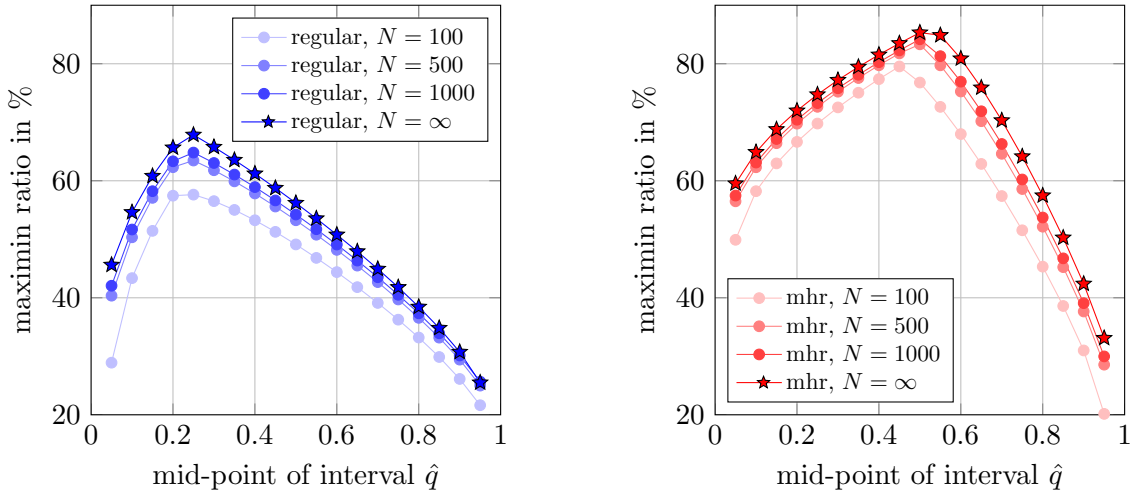 regular, N = 100
regular, N = 500
regular, N = 1000
regular, N = ∞
80
60
40
20
0
0.2
0.4
0.6
0.8
1
maximin ratio in %
mid-point of interval q̂
mhr, N = 100
mhr, N = 500
mhr, N = 1000
mhr, N = ∞
80
60
40
20
0
0.2
0.4
0.6
0.8
1
maximin ratio in %
mid-point of interval q̂